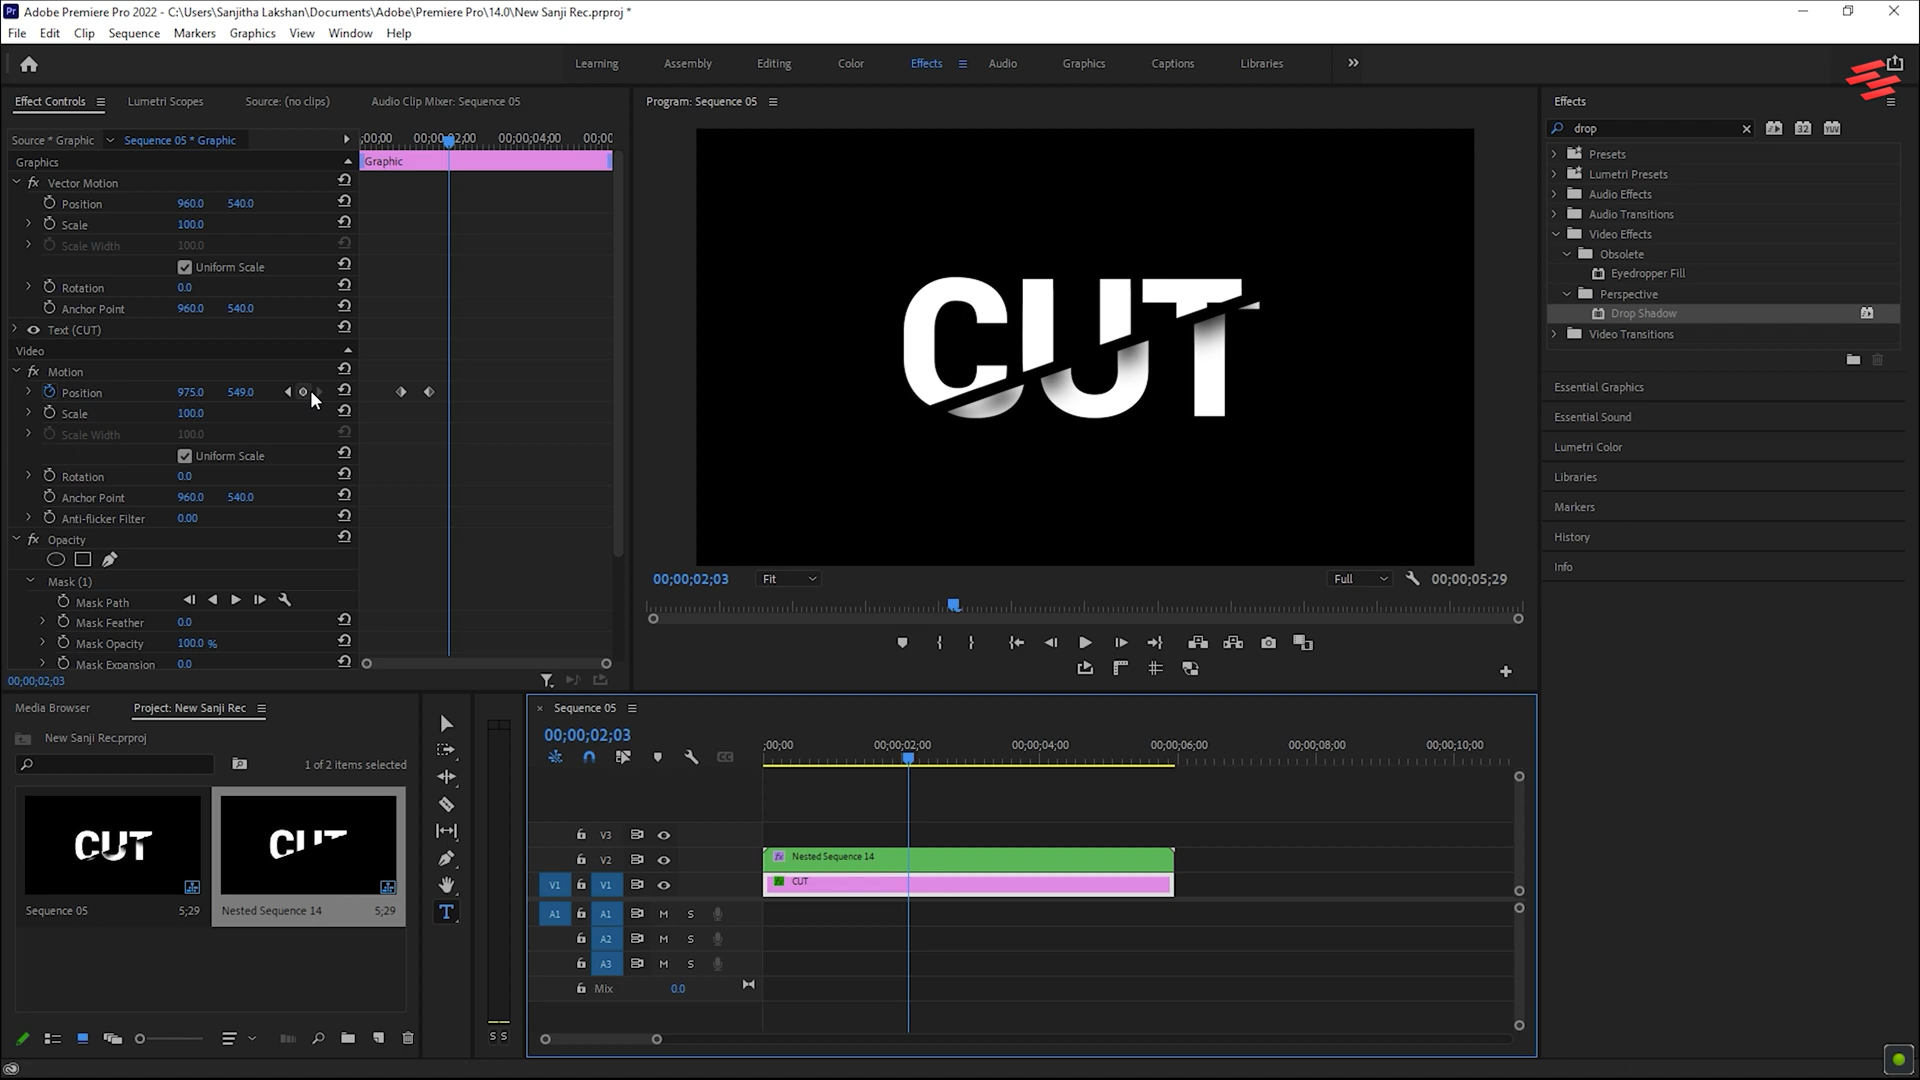 Adobe Premiere Pro 2022 - C:\Users\Sanjitha Lakshan\Documents\Adobe\Premiere Pro\14.0\New Sanji Rec.prproj *
File Edit Clip Sequence Markers Graphics View Window Help
Learning Assembly Editing Color Effects Audio Graphics Captions Libraries
Effect Controls Lumetri Scopes Source: (no clips) Audio Clip Mixer: Sequence 05
Source * Graphic Sequence 05 * Graphic
;00;00 00;00;02;00 00;00;04;00 00;00
Graphics
Graphic
Vector Motion
Position 960.0 540.0
Scale 100.0
Scale Width 100.0
Uniform Scale
Rotation 0.0
Anchor Point 960.0 540.0
Text (CUT)
Video
Motion
Position 975.0 549.0
Scale 100.0
Scale Width 100.0
Uniform Scale
Rotation 0.0
Anchor Point 960.0 540.0
Anti-flicker Filter 0.00
Opacity
Mask (1)
Mask Path
Mask Feather 0.0
Mask Opacity 100.0 %
Mask Expansion 0.0
00;00;02;03
Program: Sequence 05
CUT
00;00;02;03 Fit Full 00;00;05;29
Effects
drop
32 YUV
Presets
Lumetri Presets
Audio Effects
Audio Transitions
Video Effects
Obsolete
Eyedropper Fill
Perspective
Drop Shadow
Video Transitions
Essential Graphics
Essential Sound
Lumetri Color
Libraries
Markers
History
Info
Media Browser Project: New Sanji Rec
New Sanji Rec.prproj
1 of 2 items selected
CUT
CUT
Sequence 05 5;29
Nested Sequence 14 5;29
S S
Sequence 05
00;00;02;03
;00;00 00;00;02;00 00;00;04;00 00;00;06;00 00;00;08;00 00;00;10;00
V3
V2
Nested Sequence 14
V1 V1
CUT
A1 A1 M S
A2 M S
A3 M S
Mix 0.0